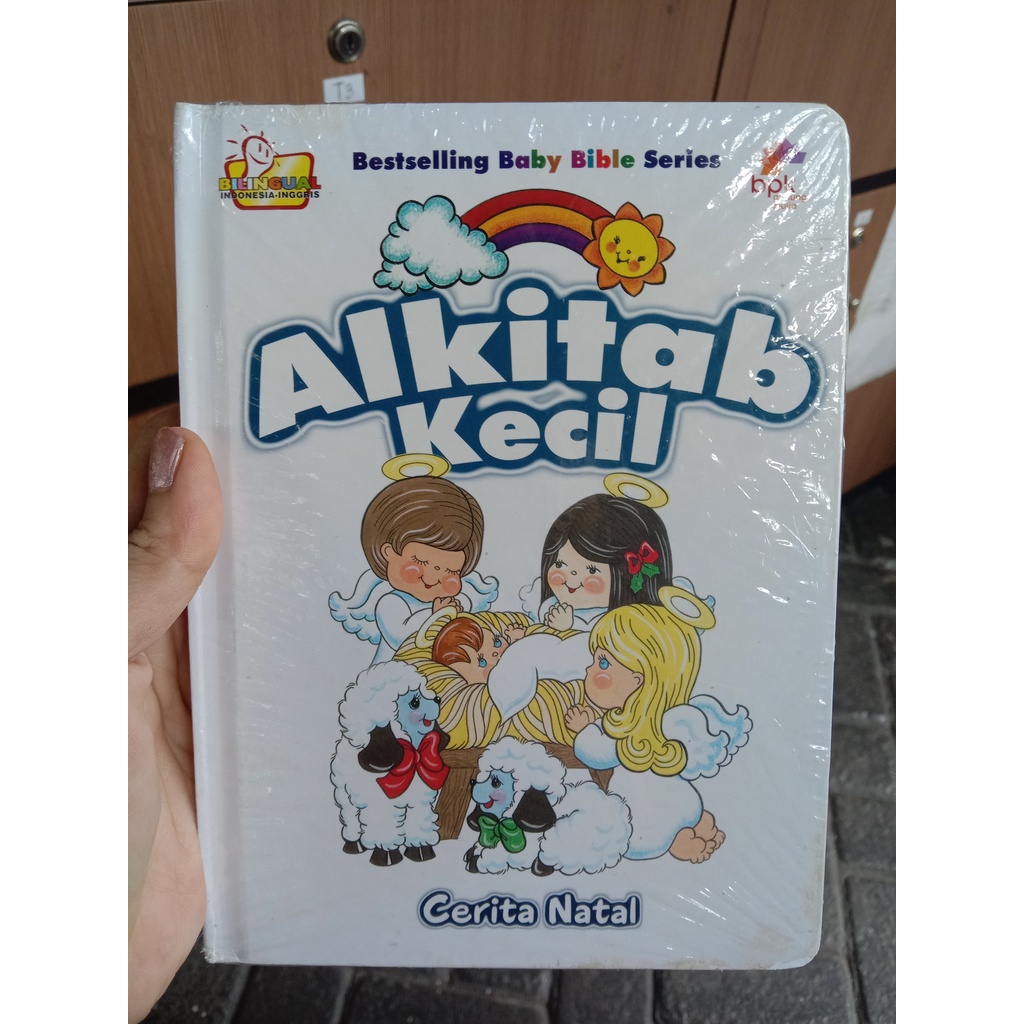 T3
Bestselling Baby Bible Series
BILINGUAL
INDONESIA-INGGRIS
bpk
Alkitab
Kecil
Cerita Natal